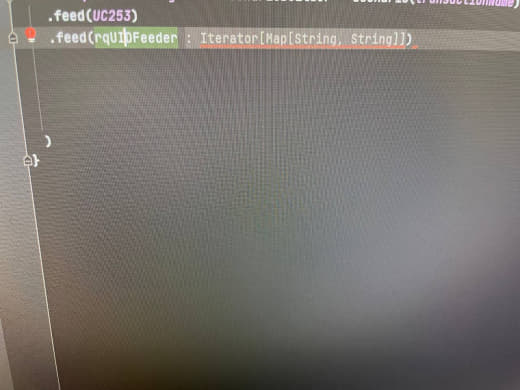 .feed(UC253)
.feed(rqUIDFeeder : Iterator[Map[String, String]])
)
}